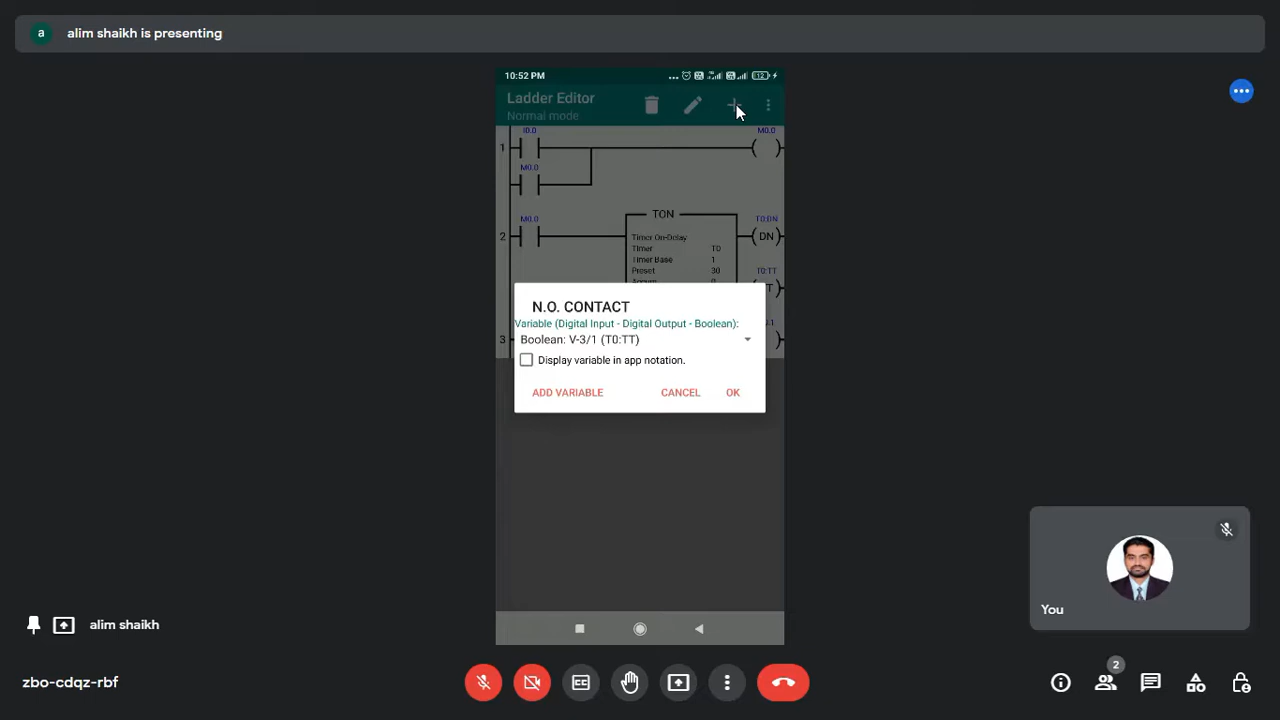 a alim shaikh is presenting
10:52 PM
12
Ladder Editor
Normal mode
I0.0
M0.0
1
M0.0
TON
M0.0
T0:DN
2
Timer On-Delay
DN
Timer T0
Timer Base 1
Preset 30
T0:TT
N.O. CONTACT
Variable (Digital Input - Digital Output - Boolean):
3
Boolean: V-3/1 (T0:TT)
Display variable in app notation.
ADD VARIABLE CANCEL OK
You
alim shaikh
zbo-cdqz-rbf
CC
2